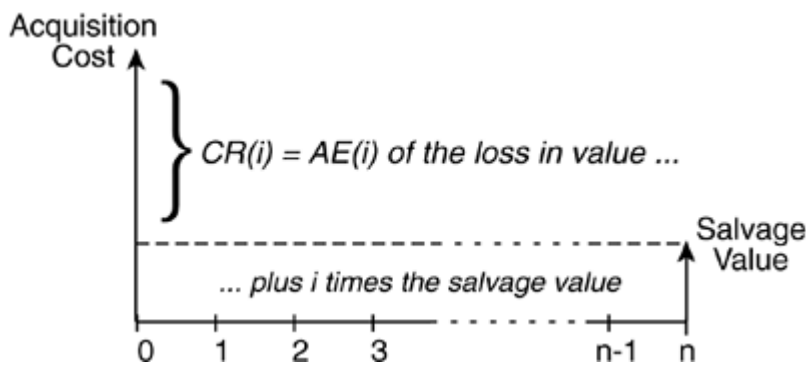 Acquisition
Cost
CR(i) = AE(i) of the loss in value ...
Salvage
Value
... plus i times the salvage value
0 1 2 3 n-1 n